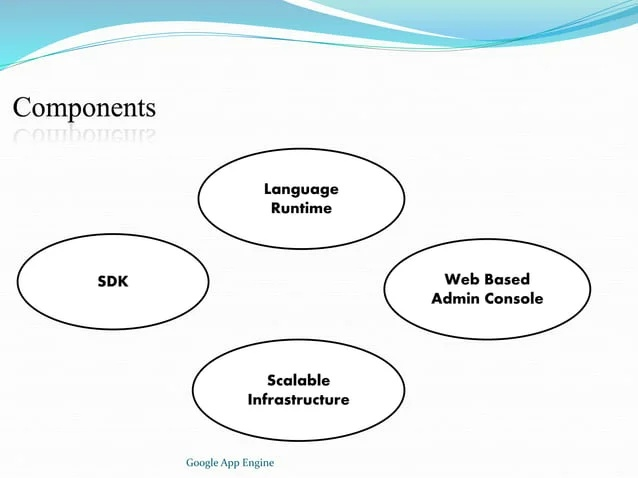 Components
Language
Runtime
SDK
Web Based
Admin Console
Scalable
Infrastructure
Google App Engine